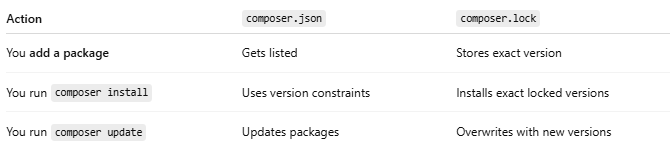 Action composer.json composer.lock
You add a package Gets listed Stores exact version
You run composer install Uses version constraints Installs exact locked versions
You run composer update Updates packages Overwrites with new versions